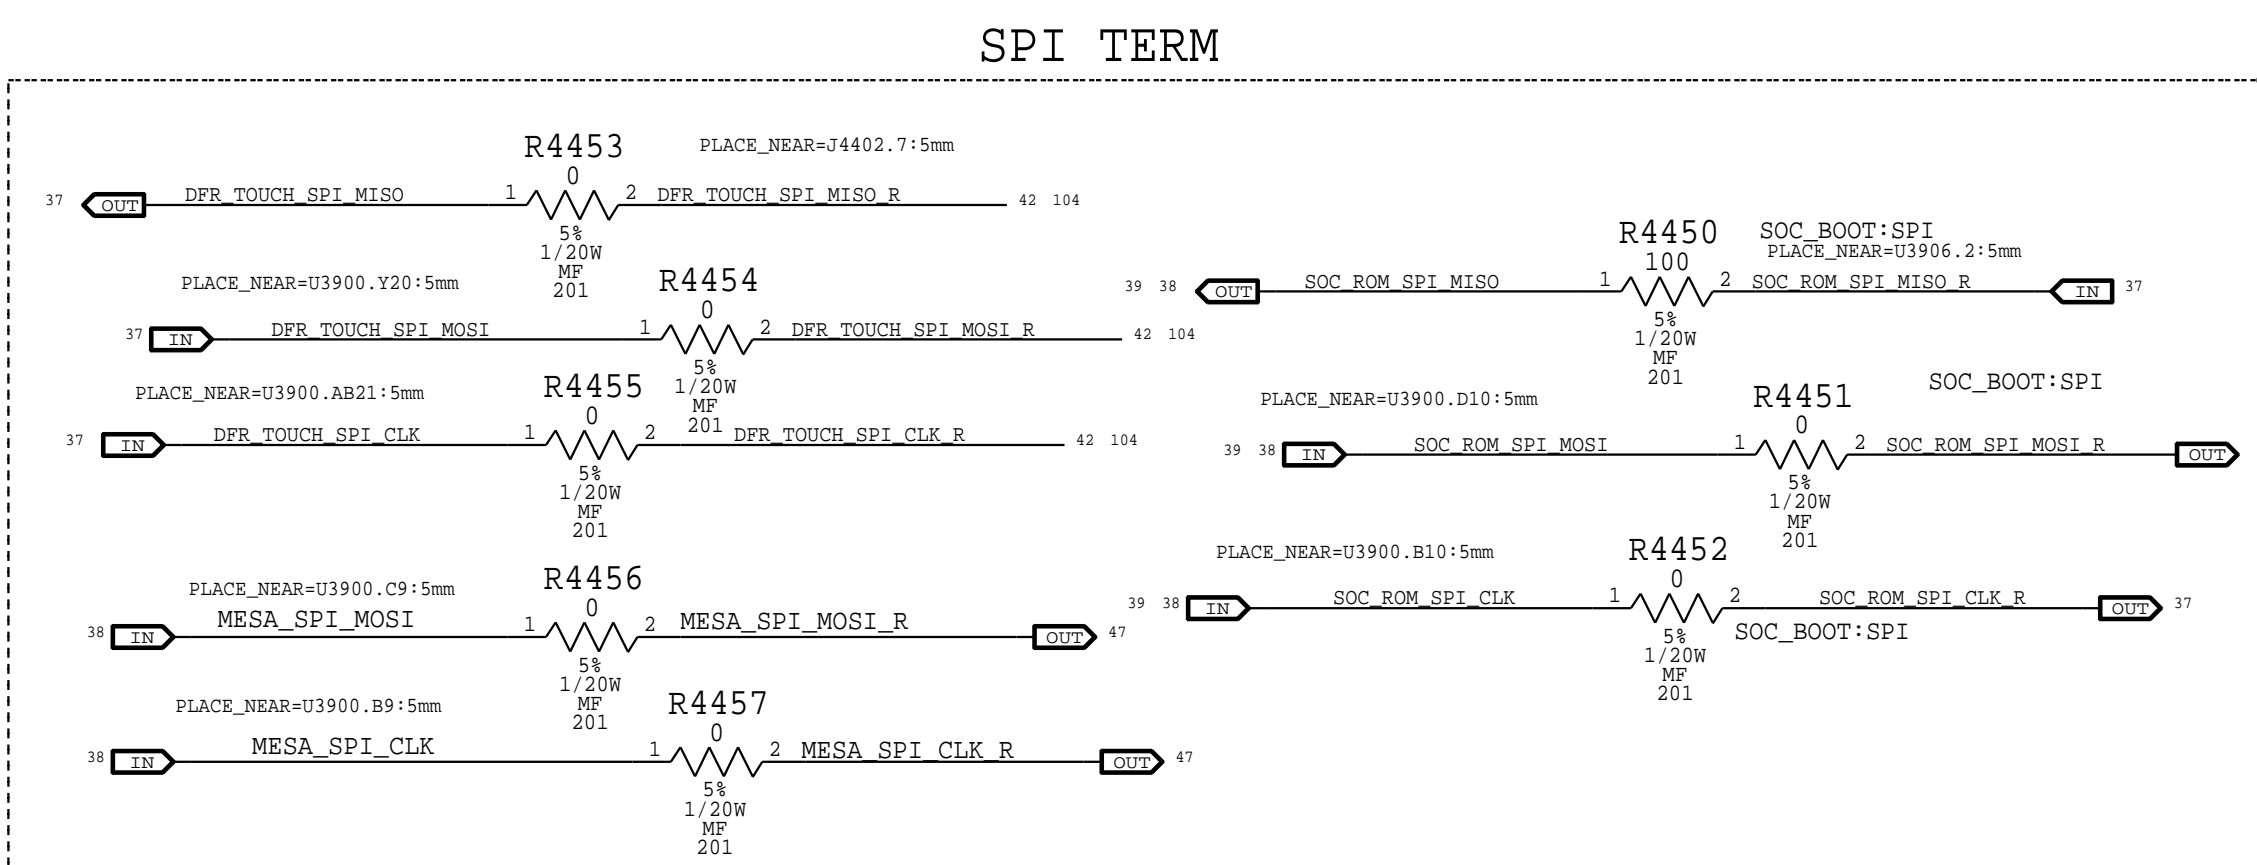 SPI TERM
R4453
PLACE_NEAR=J4402.7:5mm
0
37 OUT DFR_TOUCH_SPI_MISO 1 2 DFR_TOUCH_SPI_MISO_R 42 104
5%
1/20W
MF
201
PLACE_NEAR=U3900.Y20:5mm
R4454
0
37 IN DFR_TOUCH_SPI_MOSI 1 2 DFR_TOUCH_SPI_MOSI_R 42 104
5%
1/20W
MF
201
PLACE_NEAR=U3900.AB21:5mm
R4455
0
37 IN DFR_TOUCH_SPI_CLK 1 2 DFR_TOUCH_SPI_CLK_R 42 104
5%
1/20W
MF
201
PLACE_NEAR=U3900.C9:5mm
R4456
0
38 IN MESA_SPI_MOSI 1 2 MESA_SPI_MOSI_R OUT 47
5%
1/20W
MF
201
PLACE_NEAR=U3900.B9:5mm
R4457
0
38 IN MESA_SPI_CLK 1 2 MESA_SPI_CLK_R OUT 47
5%
1/20W
MF
201
R4450
SOC_BOOT:SPI
PLACE_NEAR=U3906.2:5mm
100
39 38 OUT SOC_ROM_SPI_MISO 1 2 SOC_ROM_SPI_MISO_R IN 37
5%
1/20W
MF
201
SOC_BOOT:SPI
PLACE_NEAR=U3900.D10:5mm
R4451
0
39 38 IN SOC_ROM_SPI_MOSI 1 2 SOC_ROM_SPI_MOSI_R OUT
5%
1/20W
MF
201
PLACE_NEAR=U3900.B10:5mm
R4452
0
39 38 IN SOC_ROM_SPI_CLK 1 2 SOC_ROM_SPI_CLK_R OUT 37
SOC_BOOT:SPI
5%
1/20W
MF
201